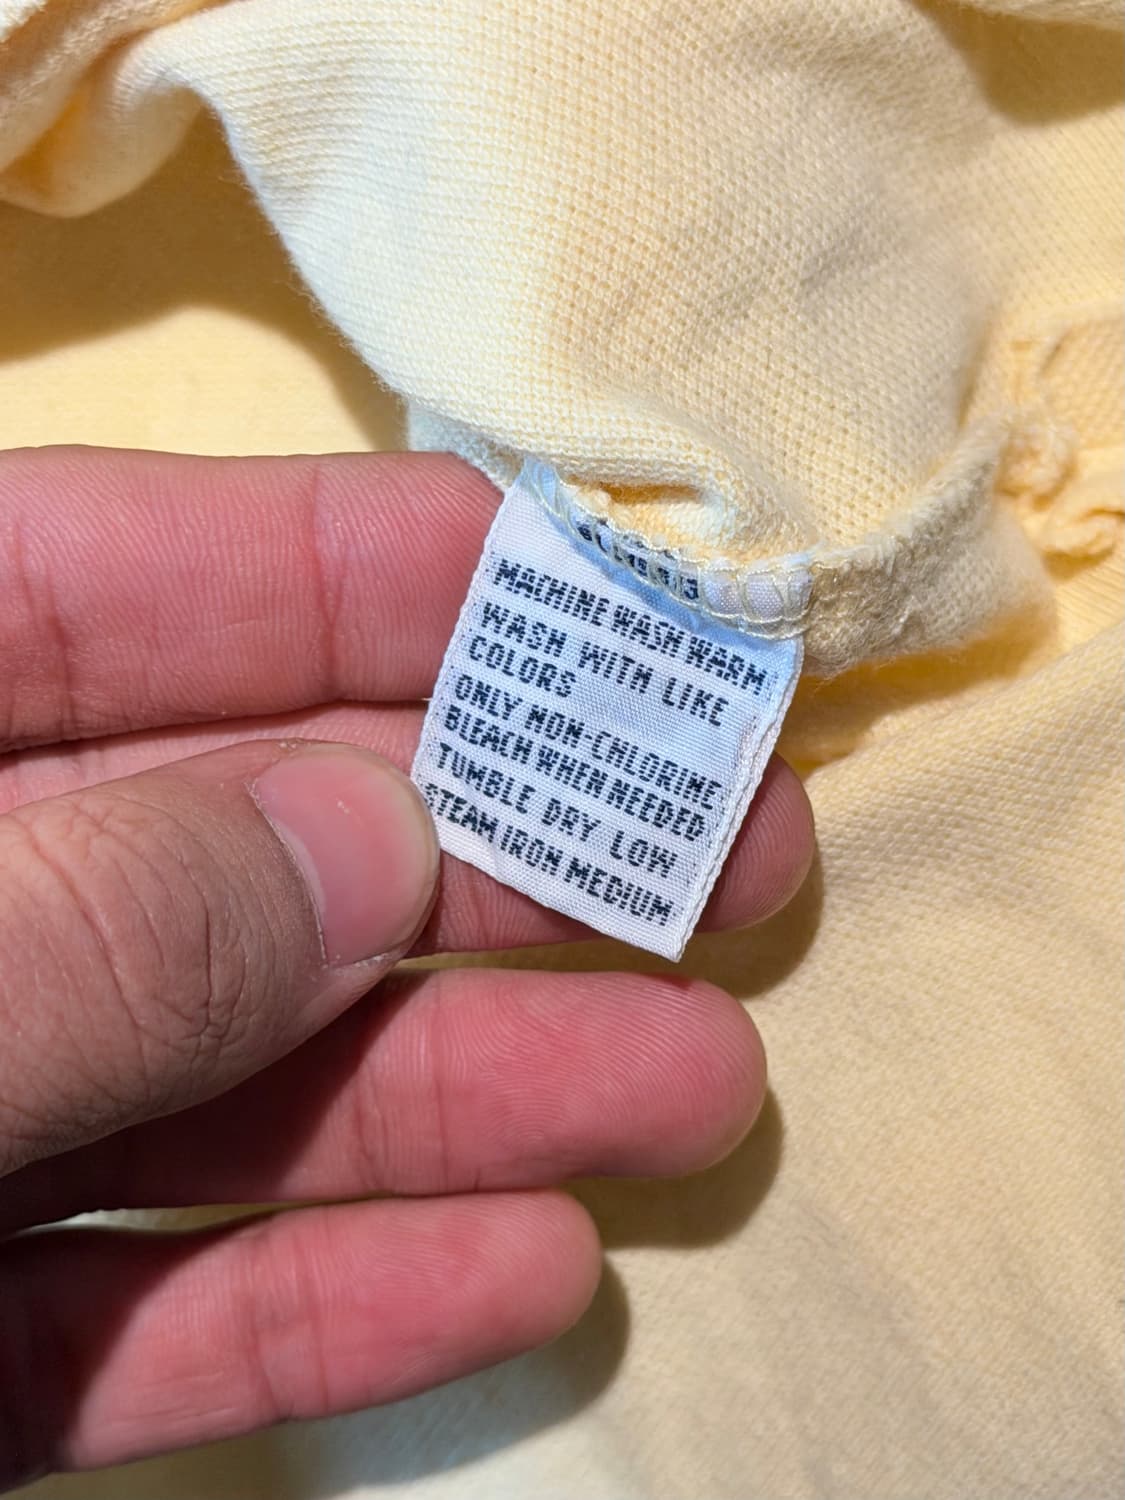 MACHINE WASH WARM
WASH WITH LIKE
COLORS
ONLY NON-CHLORINE
BLEACH WHEN NEEDED
TUMBLE DRY LOW
STEAM IRON MEDIUM